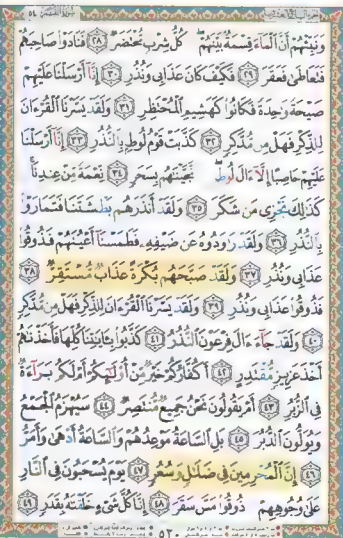 وَنَبِّئْهُمْ أَنَّ ٱلْمَآءَ قِسْمَةٌۢ بَيْنَهُمْ ۖ كُلُّ شِرْبٍۢ مُّحْتَضَرٌۭ ٢٨ فَنَادَوْا۟ صَاحِبَهُمْ
فَتَعَاطَىٰ فَعَقَرَ ٢٩ فَكَيْفَ كَانَ عَذَابِى وَنُذُرِ ٣٠ إِنَّآ أَرْسَلْنَا عَلَيْهِمْ
صَيْحَةًۭ وَٰحِدَةًۭ فَكَانُوا۟ كَهَشِيمِ ٱلْمُحْتَظِرِ ٣١ وَلَقَدْ يَسَّرْنَا ٱلْقُرْءَانَ
لِلذِّكْرِ فَهَلْ مِن مُّدَّكِرٍۢ ٣٢ كَذَّبَتْ قَوْمُ لُوطٍۭ بِٱلنُّذُرِ ٣٣ إِنَّآ أَرْسَلْنَا
عَلَيْهِمْ حَاصِبًا إِلَّآ ءَالَ لُوطٍۢ ۖ نَّجَّيْنَٰهُم بِسَحَرٍۢ ٣٤ نِّعْمَةًۭ مِّنْ عِندِنَا ۚ
كَذَٰلِكَ نَجْزِى مَن شَكَرَ ٣٥ وَلَقَدْ أَنذَرَهُم بَطْشَتَنَا فَتَمَارَوْا۟
بِٱلنُّذُرِ ٣٦ وَلَقَدْ رَٰوَدُوهُ عَن ضَيْفِهِۦ فَطَمَسْنَآ أَعْيُنَهُمْ فَذُوقُوا۟
عَذَابِى وَنُذُرِ ٣٧ وَلَقَدْ صَبَّحَهُم بُكْرَةً عَذَابٌۭ مُّسْتَقِرٌّۭ ٣٨
فَذُوقُوا۟ عَذَابِى وَنُذُرِ ٣٩ وَلَقَدْ يَسَّرْنَا ٱلْقُرْءَانَ لِلذِّكْرِ فَهَلْ مِن مُّدَّكِرٍۢ
٤٠ وَلَقَدْ جَآءَ ءَالَ فِرْعَوْنَ ٱلنُّذُرُ ٤١ كَذَّبُوا۟ بِـَٔايَٰتِنَا كُلِّهَا فَأَخَذْنَٰهُمْ
أَخْذَ عَزِيزٍۢ مُّقْتَدِرٍ ٤٢ أَكُفَّارُكُمْ خَيْرٌۭ مِّنْ أُو۟لَٰٓئِكُمْ أَمْ لَكُم بَرَآءَةٌۭ
فِى ٱلزُّبُرِ ٤٣ أَمْ يَقُولُونَ نَحْنُ جَمِيعٌۭ مُّنتَصِرٌۭ ٤٤ سَيُهْزَمُ ٱلْجَمْعُ
وَيُوَلُّونَ ٱلدُّبُرَ ٤٥ بَلِ ٱلسَّاعَةُ مَوْعِدُهُمْ وَٱلسَّاعَةُ أَدْهَىٰ وَأَمَرُّ
٤٦ إِنَّ ٱلْمُجْرِمِينَ فِى ضَلَٰلٍۢ وَسُعُرٍۢ ٤٧ يَوْمَ يُسْحَبُونَ فِى ٱلنَّارِ
عَلَىٰ وُجُوهِهِمْ ذُوقُوا۟ مَسَّ سَقَرَ ٤٨ إِنَّا كُلَّ شَىْءٍ خَلَقْنَٰهُ بِقَدَرٍۢ ٤٩
٥٣٠